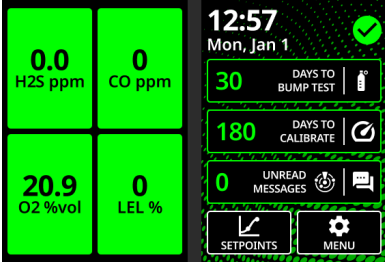 0.0
H2S ppm
0
CO ppm
20.9
O2 %vol
0
LEL %
12:57
Mon, Jan 1
30
DAYS TO
BUMP TEST
180
DAYS TO
CALIBRATE
0
UNREAD
MESSAGES
SETPOINTS
MENU